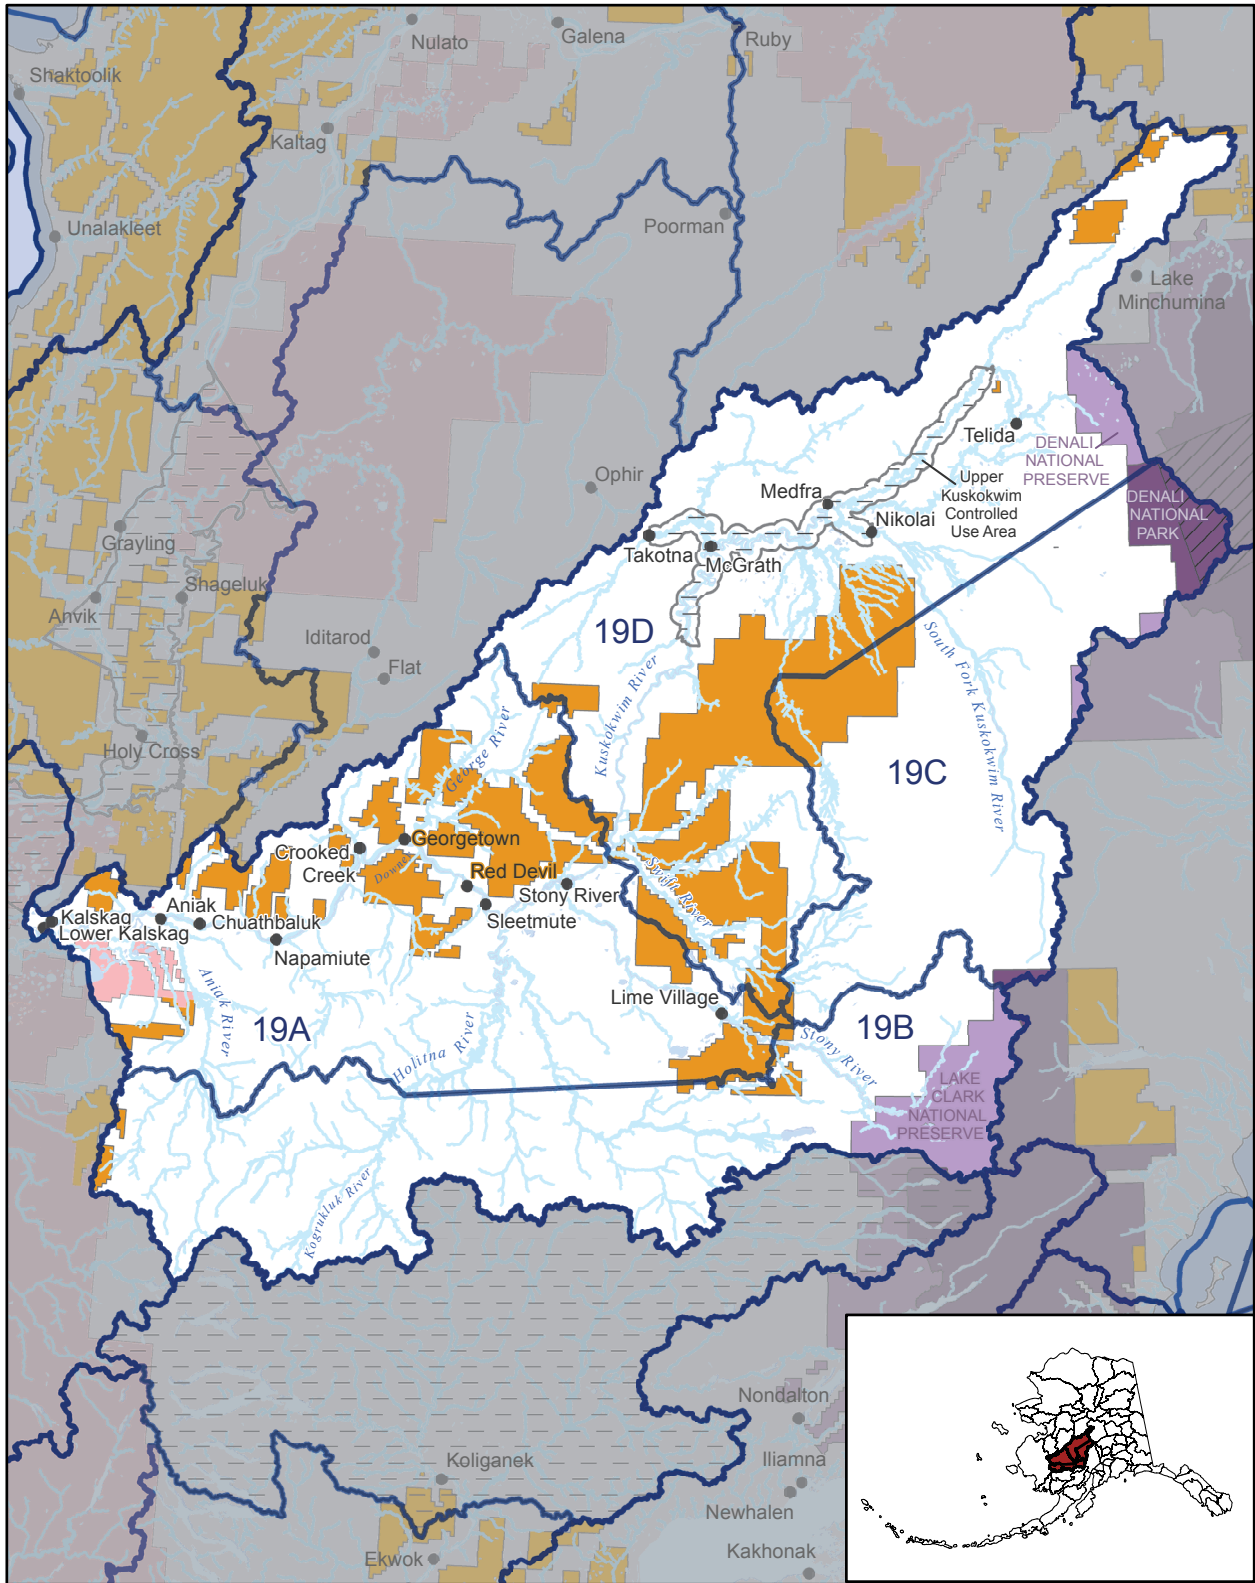 Nulato
Galena
Ruby
Shaktoolik
Kaltag
Unalakleet
Poorman
Lake
Minchumina
Telida
DENALI
NATIONAL
PRESERVE
Ophir
Medfra
Upper
Kuskokwim
Controlled
Use Area
DENALI
NATIONAL
PARK
Nikolai
Grayling
Takotna
McGrath
Shageluk
Anvik
Iditarod
Flat
19D
South Fork Kuskokwim River
Kuskokwim River
Holy Cross
George River
19C
Georgetown
Crooked
Creek
Downey
Red Devil
Swift River
Stony River
Aniak
Kalskag
Chuathbaluk
Lower Kalskag
Sleetmute
Napamiute
Aniak River
Lime Village
19A
19B
Holitna River
Stony River
LAKE
CLARK
NATIONAL
PRESERVE
Kogrukluk River
Nondalton
Koliganek
Iliamna
Newhalen
Ekwok
Kakhonak